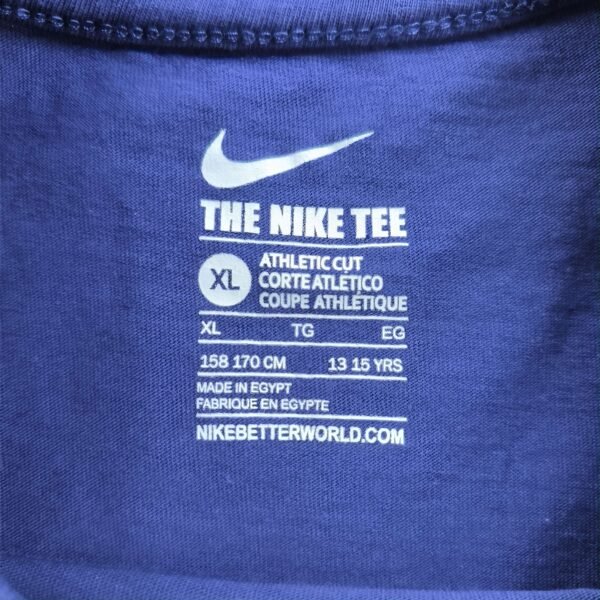 THE NIKE TEE
XL
ATHLETIC CUT
CORTE ATLÉTICO
COUPE ATHLÉTIQUE
XL TG EG
158 170 CM 13 15 YRS
MADE IN EGYPT
FABRIQUE EN EGYPTE
NIKEBETTERWORLD.COM